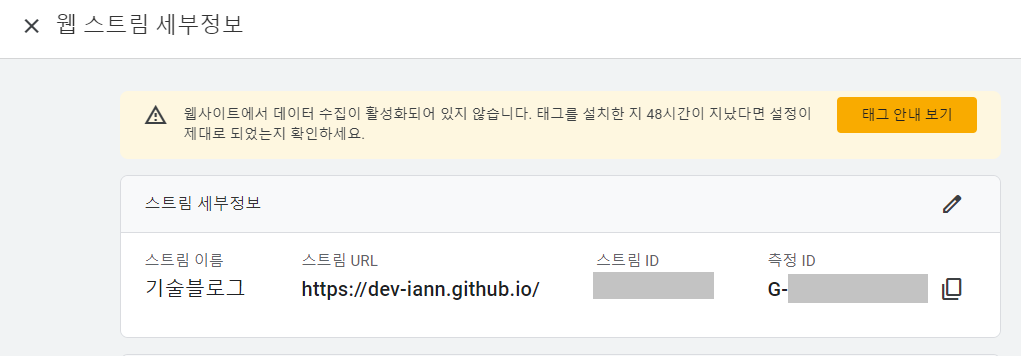 웹 스트림 세부정보
웹사이트에서 데이터 수집이 활성화되어 있지 않습니다. 태그를 설치한 지 48시간이 지났다면 설정이
제대로 되었는지 확인하세요.
태그 안내 보기
스트림 세부정보
스트림 이름
기술블로그
스트림 URL
https://dev-iann.github.io/
스트림 ID
측정 ID
G-